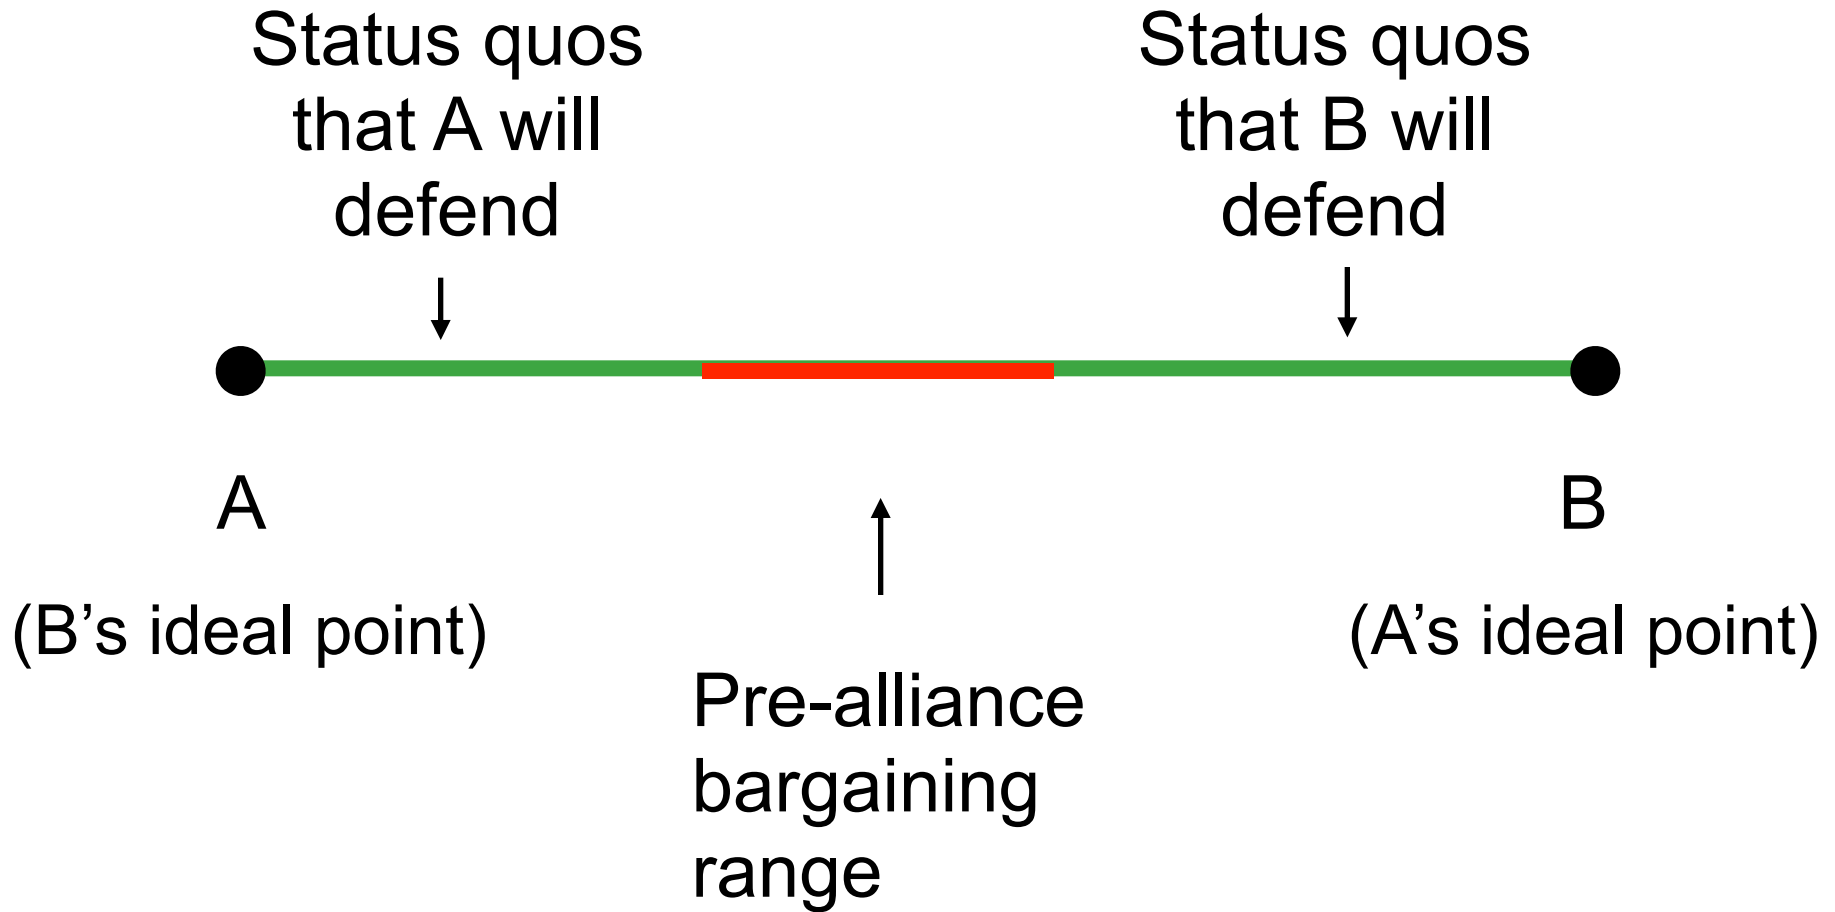 Status quos
that A will
defend
Status quos
that B will
defend
A
B
(B’s ideal point)
(A’s ideal point)
Pre-alliance
bargaining
range